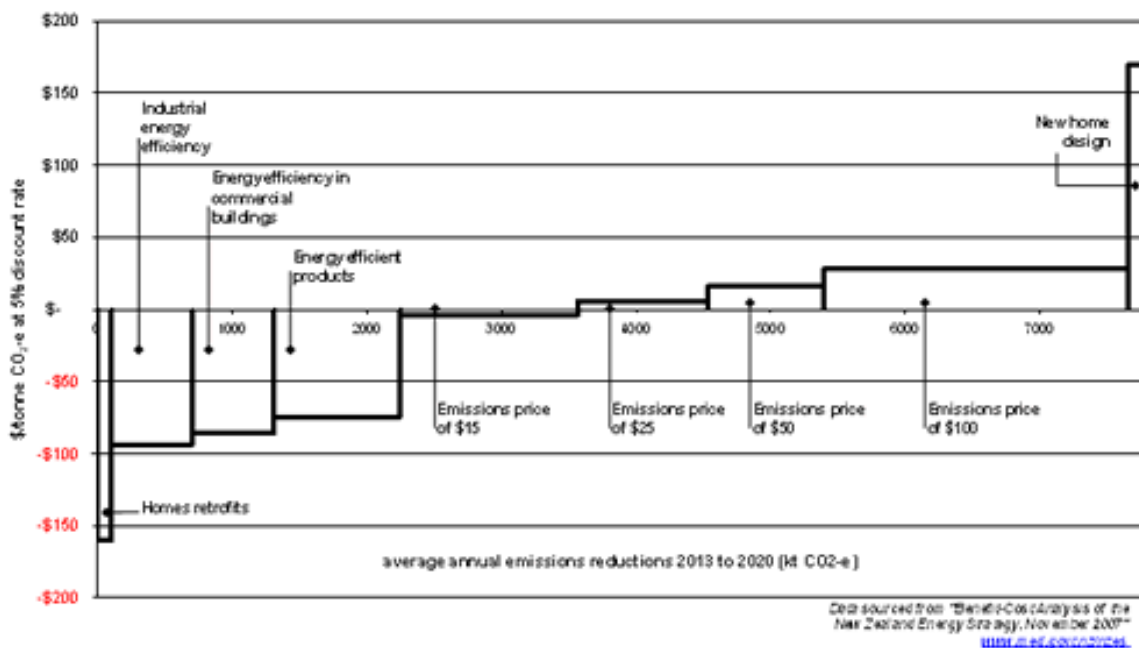 $200
$150
$100
$50
$-
-$50
-$100
-$150
-$200
$/tonne CO2-e at 5% discount rate
Industrial
energy
efficiency
Energy efficiency in
commercial
buildings
Energy efficient
products
New home
design
0 1000 2000 3000 4000 5000 6000 7000
Emissions price
of $15
Emissions price
of $25
Emissions price
of $50
Emissions price
of $100
Homes retrofits
average annual emissions reductions 2013 to 2020 (kt CO2-e)
Data sourced from "Benefit-Cost Analysis of the
New Zealand Energy Strategy, November 2007"